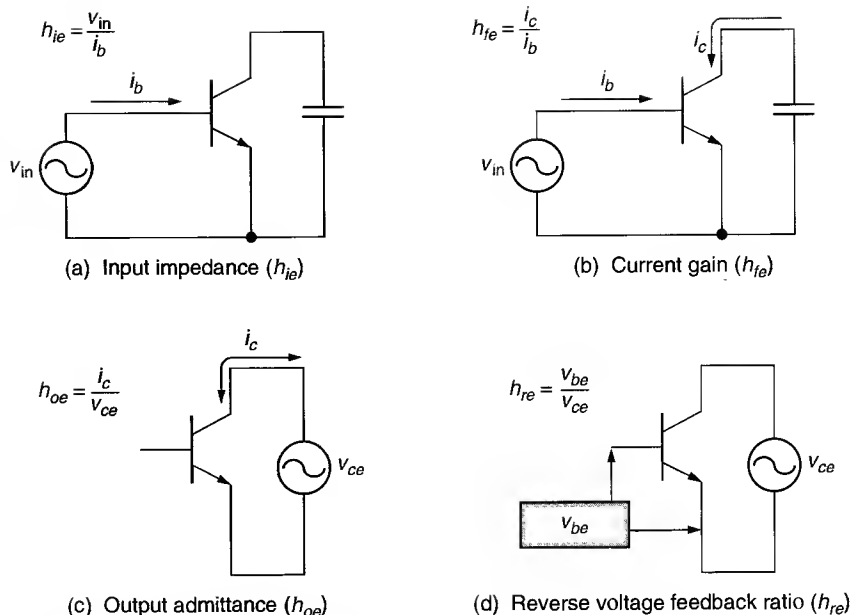 h_ie = v_in / i_b
i_b
v_in
(a) Input impedance (h_ie)
h_fe = i_c / i_b
i_c
i_b
v_in
(b) Current gain (h_fe)
h_oe = i_c / v_ce
i_c
v_ce
(c) Output admittance (h_oe)
h_re = v_be / v_ce
v_ce
v_be
(d) Reverse voltage feedback ratio (h_re)